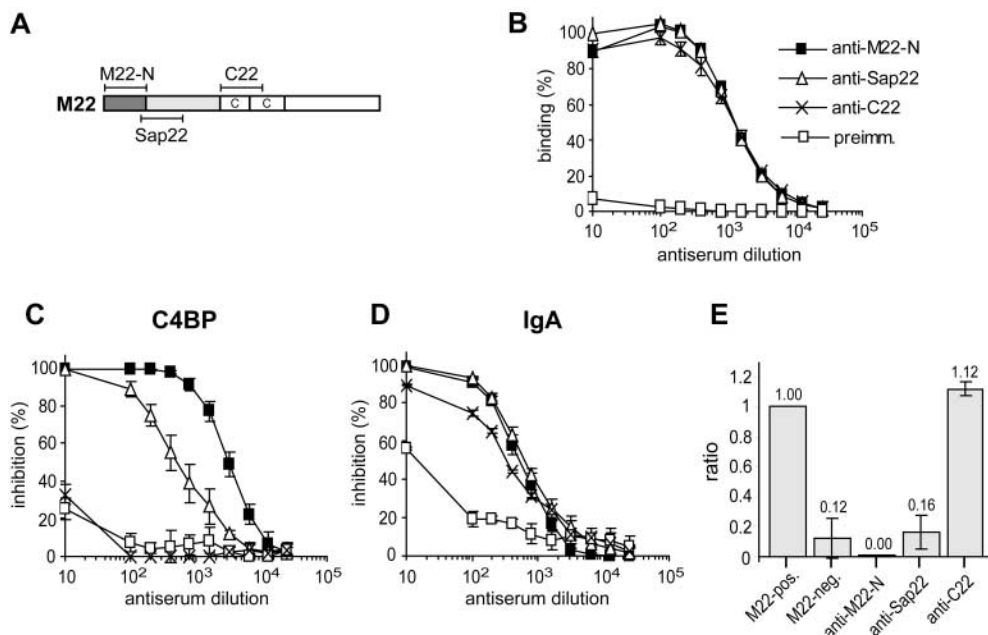 A
M22-N
C22
M22
C
C
Sap22
B
binding (%)
100
80
60
40
20
0
10
10²
10³
10⁴
10⁵
antiserum dilution
anti-M22-N
anti-Sap22
anti-C22
preimm.
C
C4BP
inhibition (%)
100
80
60
40
20
0
10
10²
10³
10⁴
10⁵
antiserum dilution
D
IgA
inhibition (%)
100
80
60
40
20
0
10
10²
10³
10⁴
10⁵
antiserum dilution
E
ratio
1.2
1
0.8
0.6
0.4
0.2
0
1.00
0.12
0.00
0.16
1.12
M22-pos.
M22-neg.
anti-M22-N
anti-Sap22
anti-C22